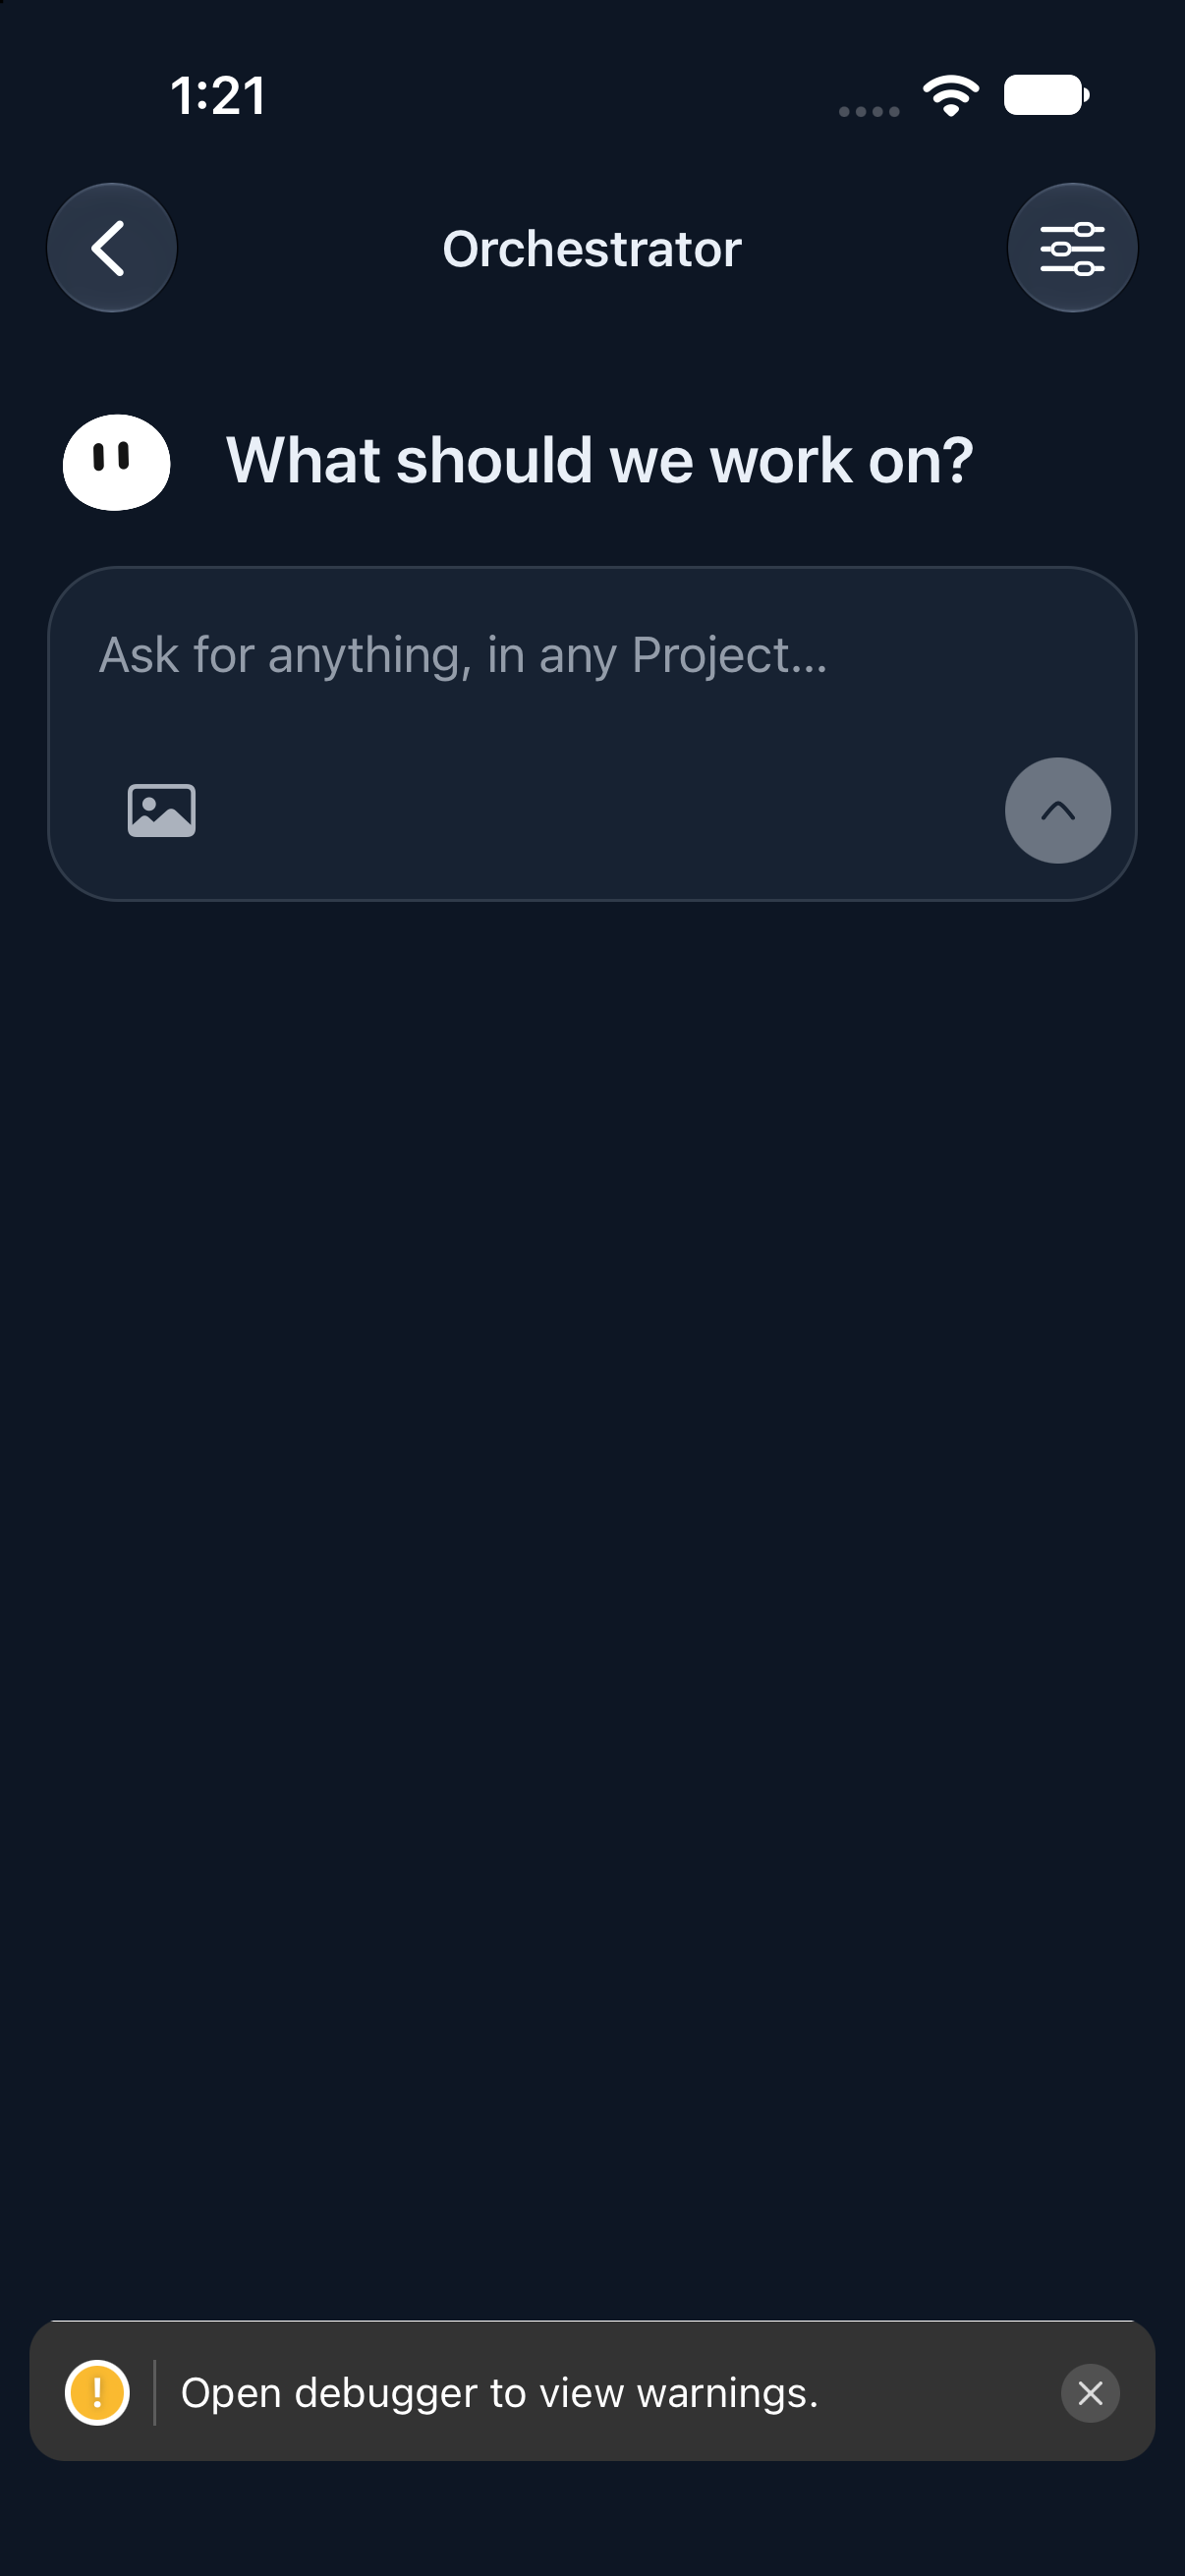 1:21
Orchestrator
What should we work on?
Ask for anything, in any Project...
Open debugger to view warnings.